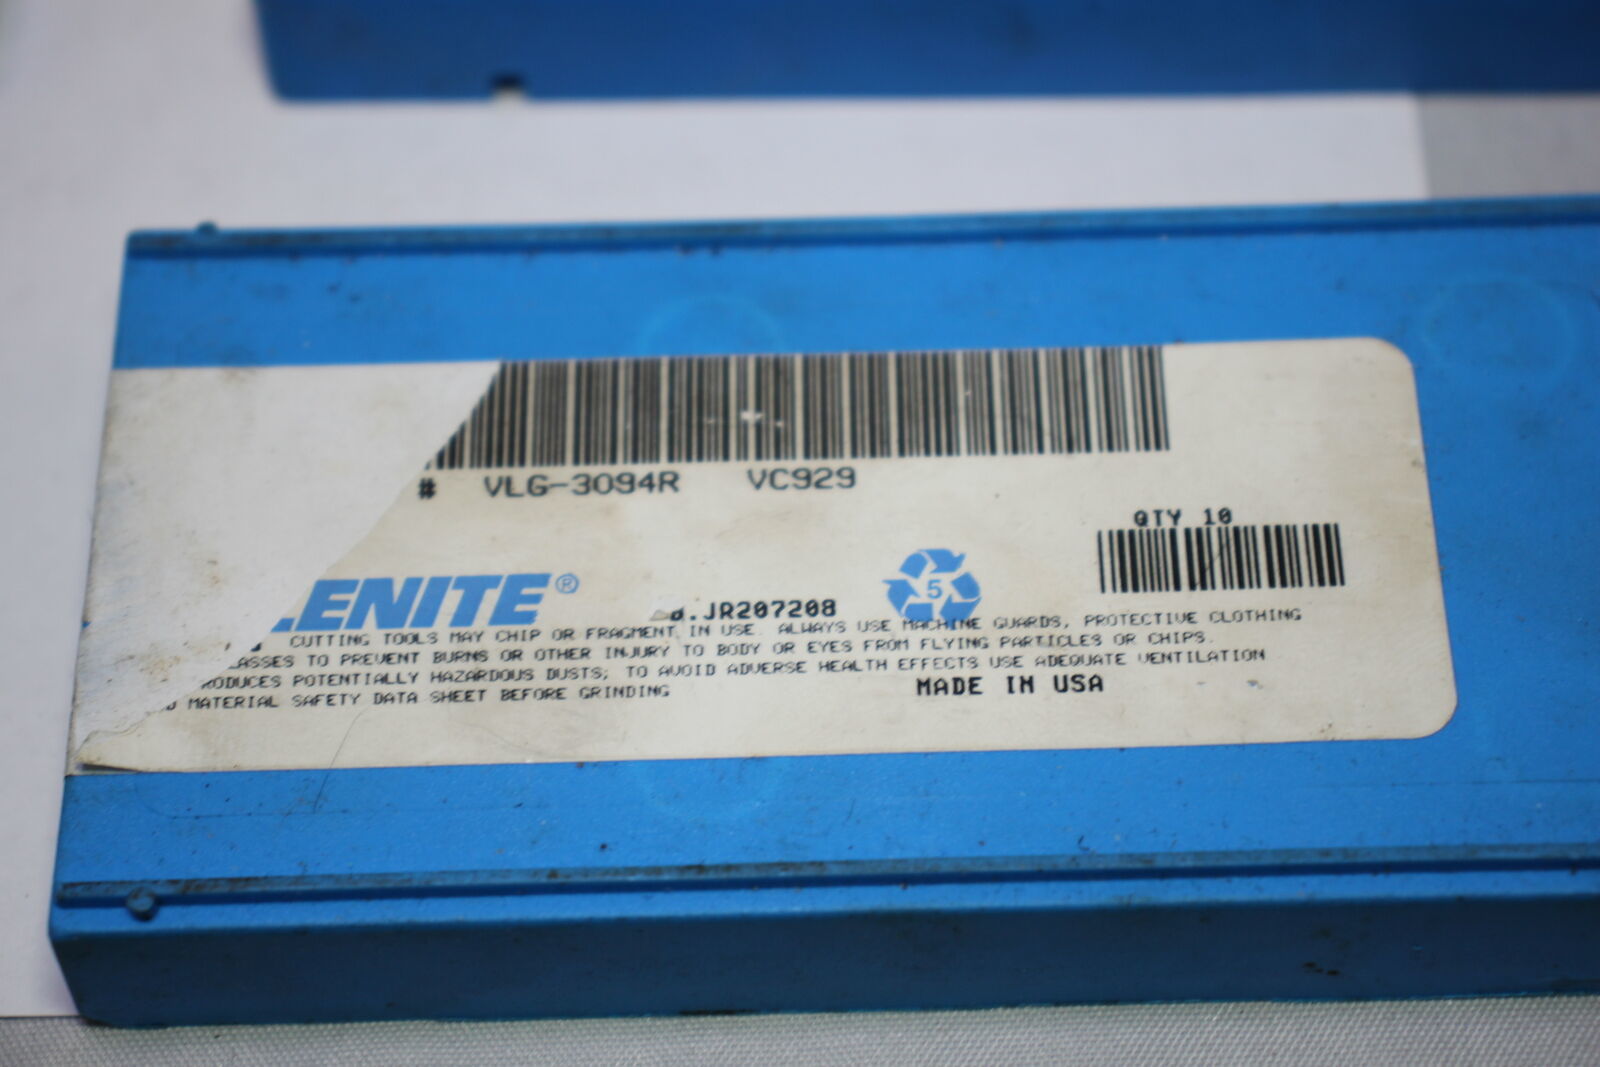 # VLG-3094R VC929
QTY 10
LENITE®
.JR207208
5
CUTTING TOOLS MAY CHIP OR FRAGMENT IN USE. ALWAYS USE MACHINE GUARDS, PROTECTIVE CLOTHING
LASSES TO PREVENT BURNS OR OTHER INJURY TO BODY OR EYES FROM FLYING PARTICLES OR CHIPS.
RODUCES POTENTIALLY HAZARDOUS DUSTS; TO AVOID ADVERSE HEALTH EFFECTS USE ADEQUATE VENTILATION
D MATERIAL SAFETY DATA SHEET BEFORE GRINDING
MADE IN USA